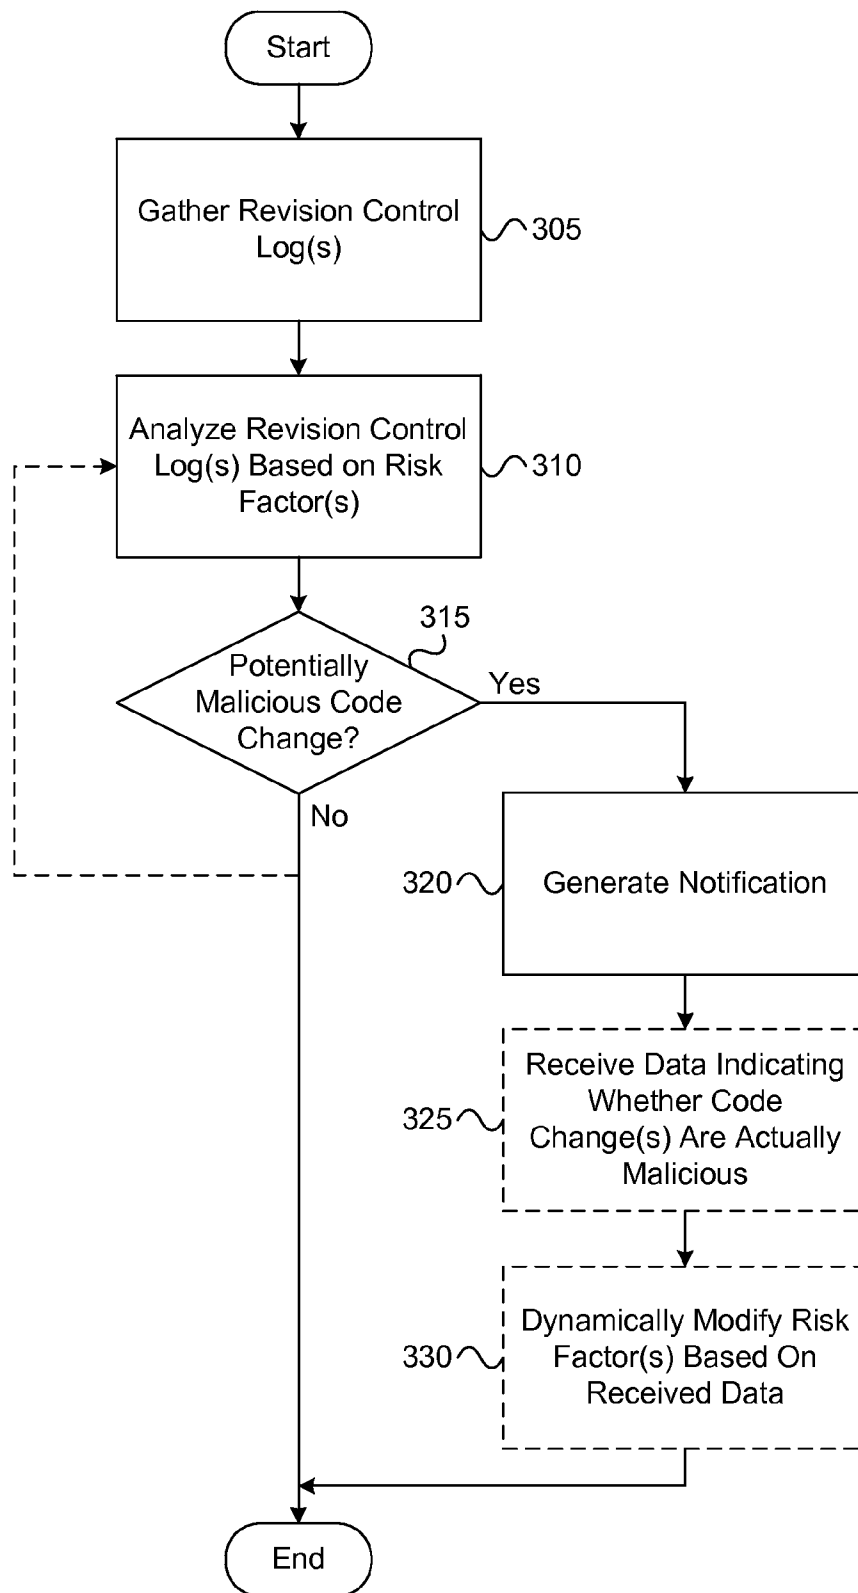 Start
Gather Revision Control
Log(s)
305
Analyze Revision Control
Log(s) Based on Risk
Factor(s)
310
315
Potentially
Malicious Code
Change?
Yes
No
320
Generate Notification
Receive Data Indicating
Whether Code
Change(s) Are Actually
Malicious
325
Dynamically Modify Risk
Factor(s) Based On
Received Data
330
End